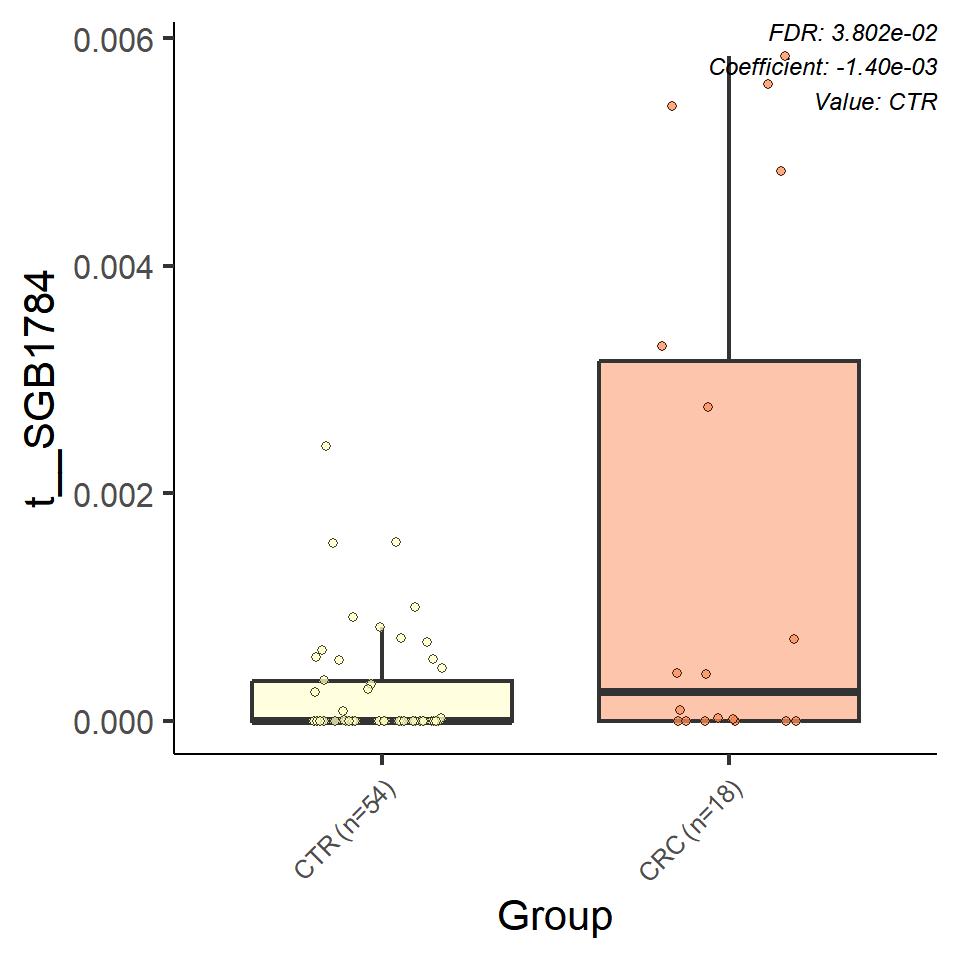 FDR: 3.802e-02
Coefficient: -1.40e-03
Value: CTR
0.006
0.004
0.002
0.000
t__SGB1784
CTR (n=54)
CRC (n=18)
Group